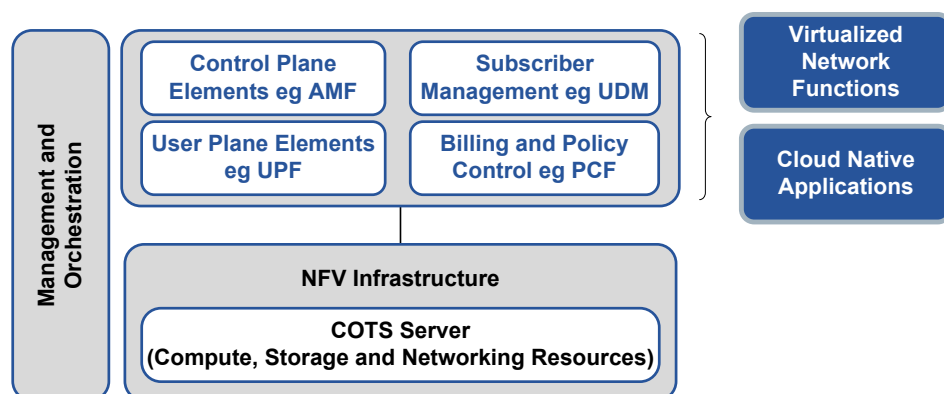 Management and
Orchestration
Control Plane
Elements eg AMF
Subscriber
Management eg UDM
User Plane Elements
eg UPF
Billing and Policy
Control eg PCF
Virtualized
Network
Functions
Cloud Native
Applications
NFV Infrastructure
COTS Server
(Compute, Storage and Networking Resources)